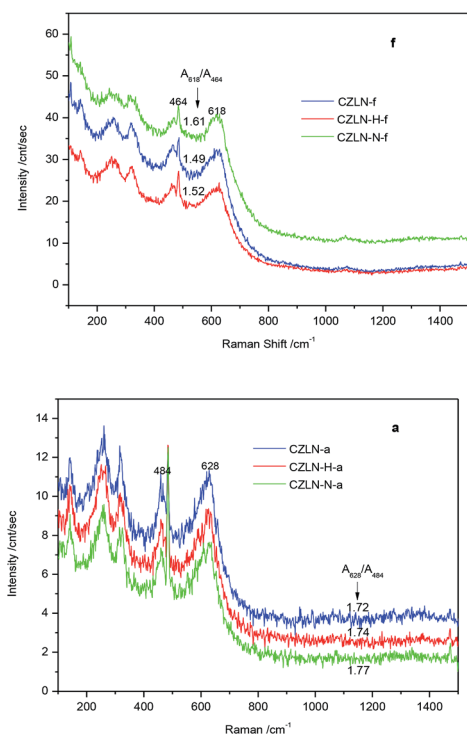 f
60
50
40
30
20
10
0
Intensity /cnt/sec
A618/A464
464
618
1.61
1.49
1.52
CZLN-f
CZLN-H-f
CZLN-N-f
200 400 600 800 1000 1200 1400
Raman Shift /cm-1
a
14
12
10
8
6
4
2
0
Intensity /cnt/sec
484
628
CZLN-a
CZLN-H-a
CZLN-N-a
A628/A484
1.72
1.74
1.77
200 400 600 800 1000 1200 1400
Raman /cm-1